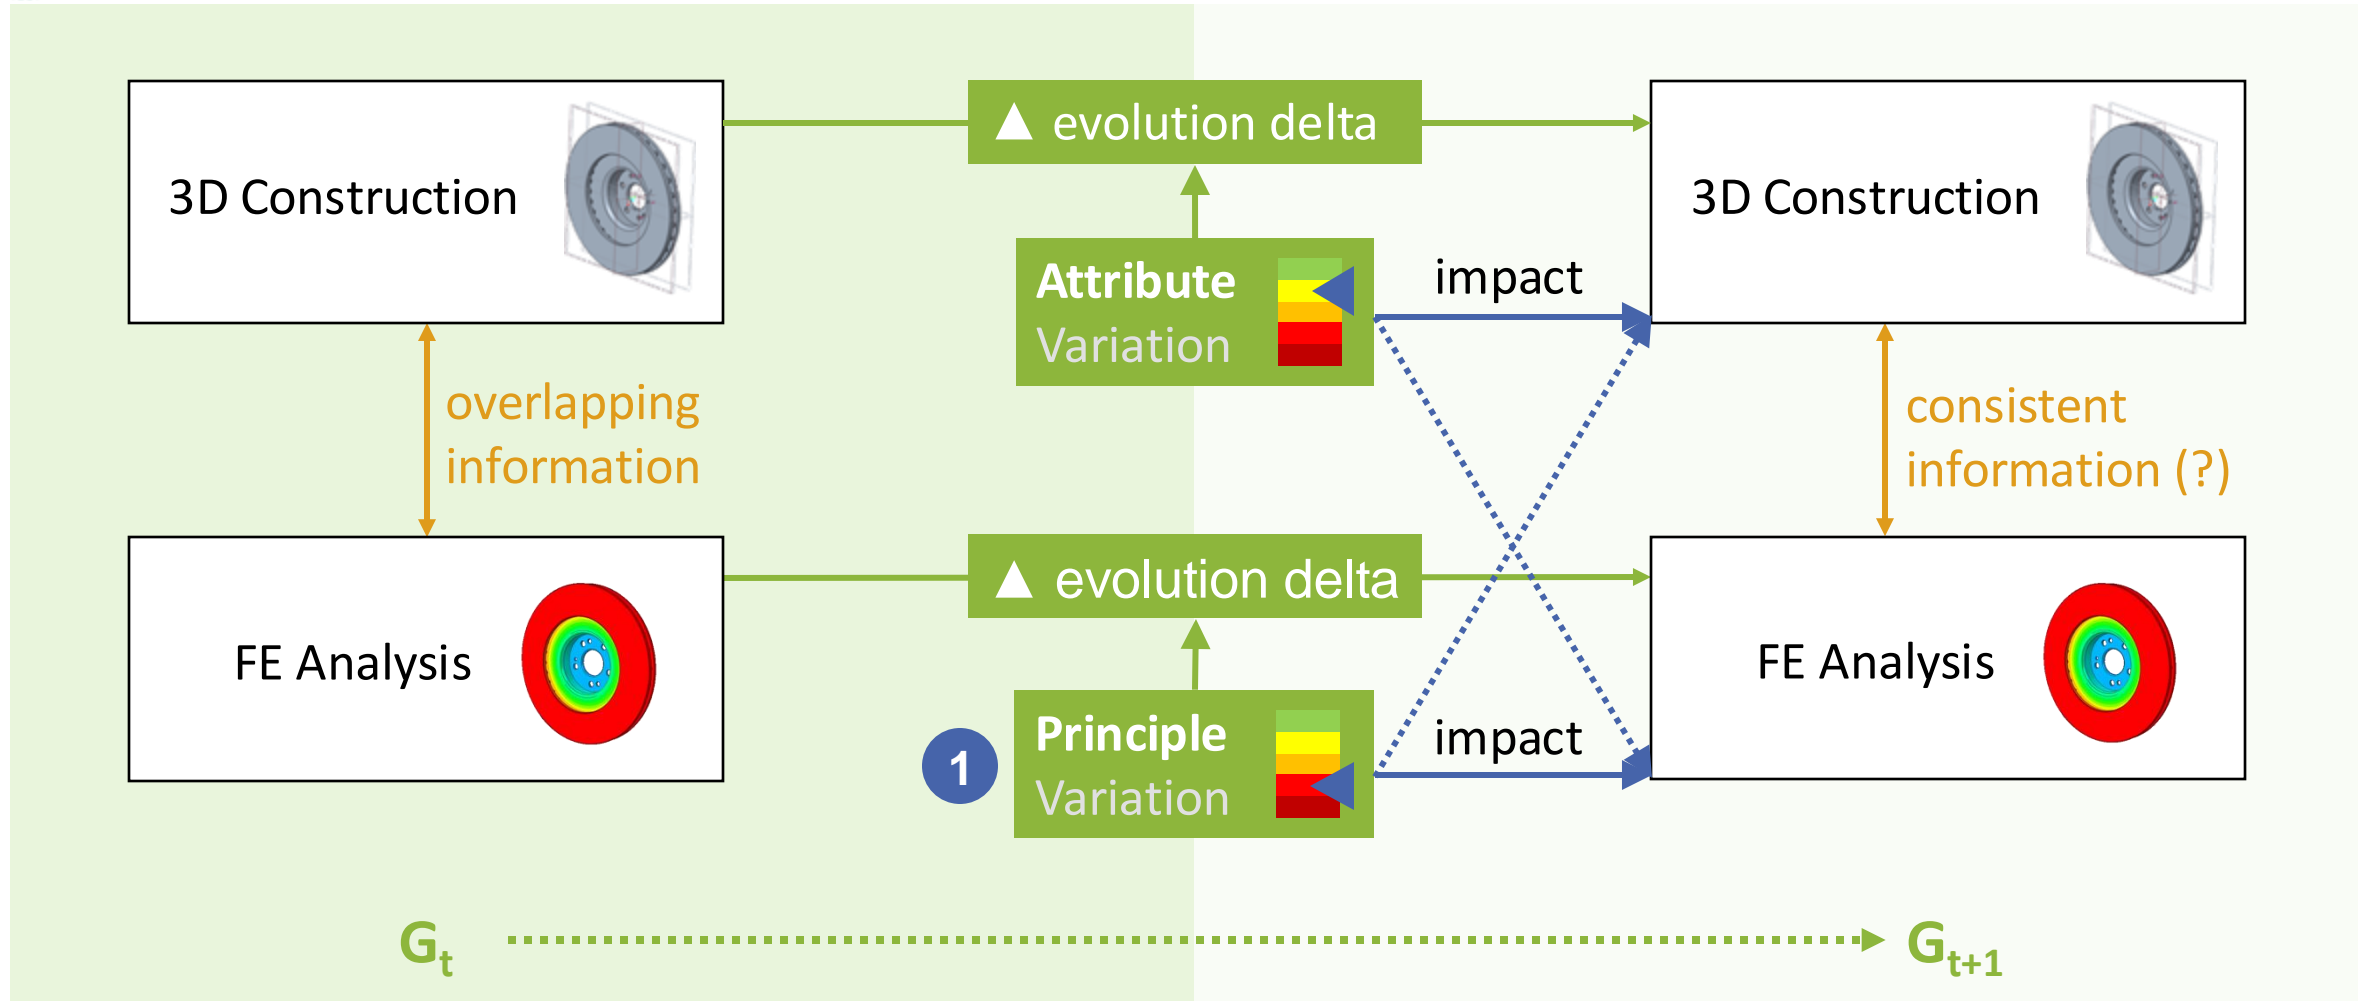 ▲ evolution delta
3D Construction
3D Construction
Attribute
Variation
impact
overlapping
information
consistent
information (?)
▲ evolution delta
FE Analysis
FE Analysis
1
Principle
Variation
impact
Gt
Gt+1